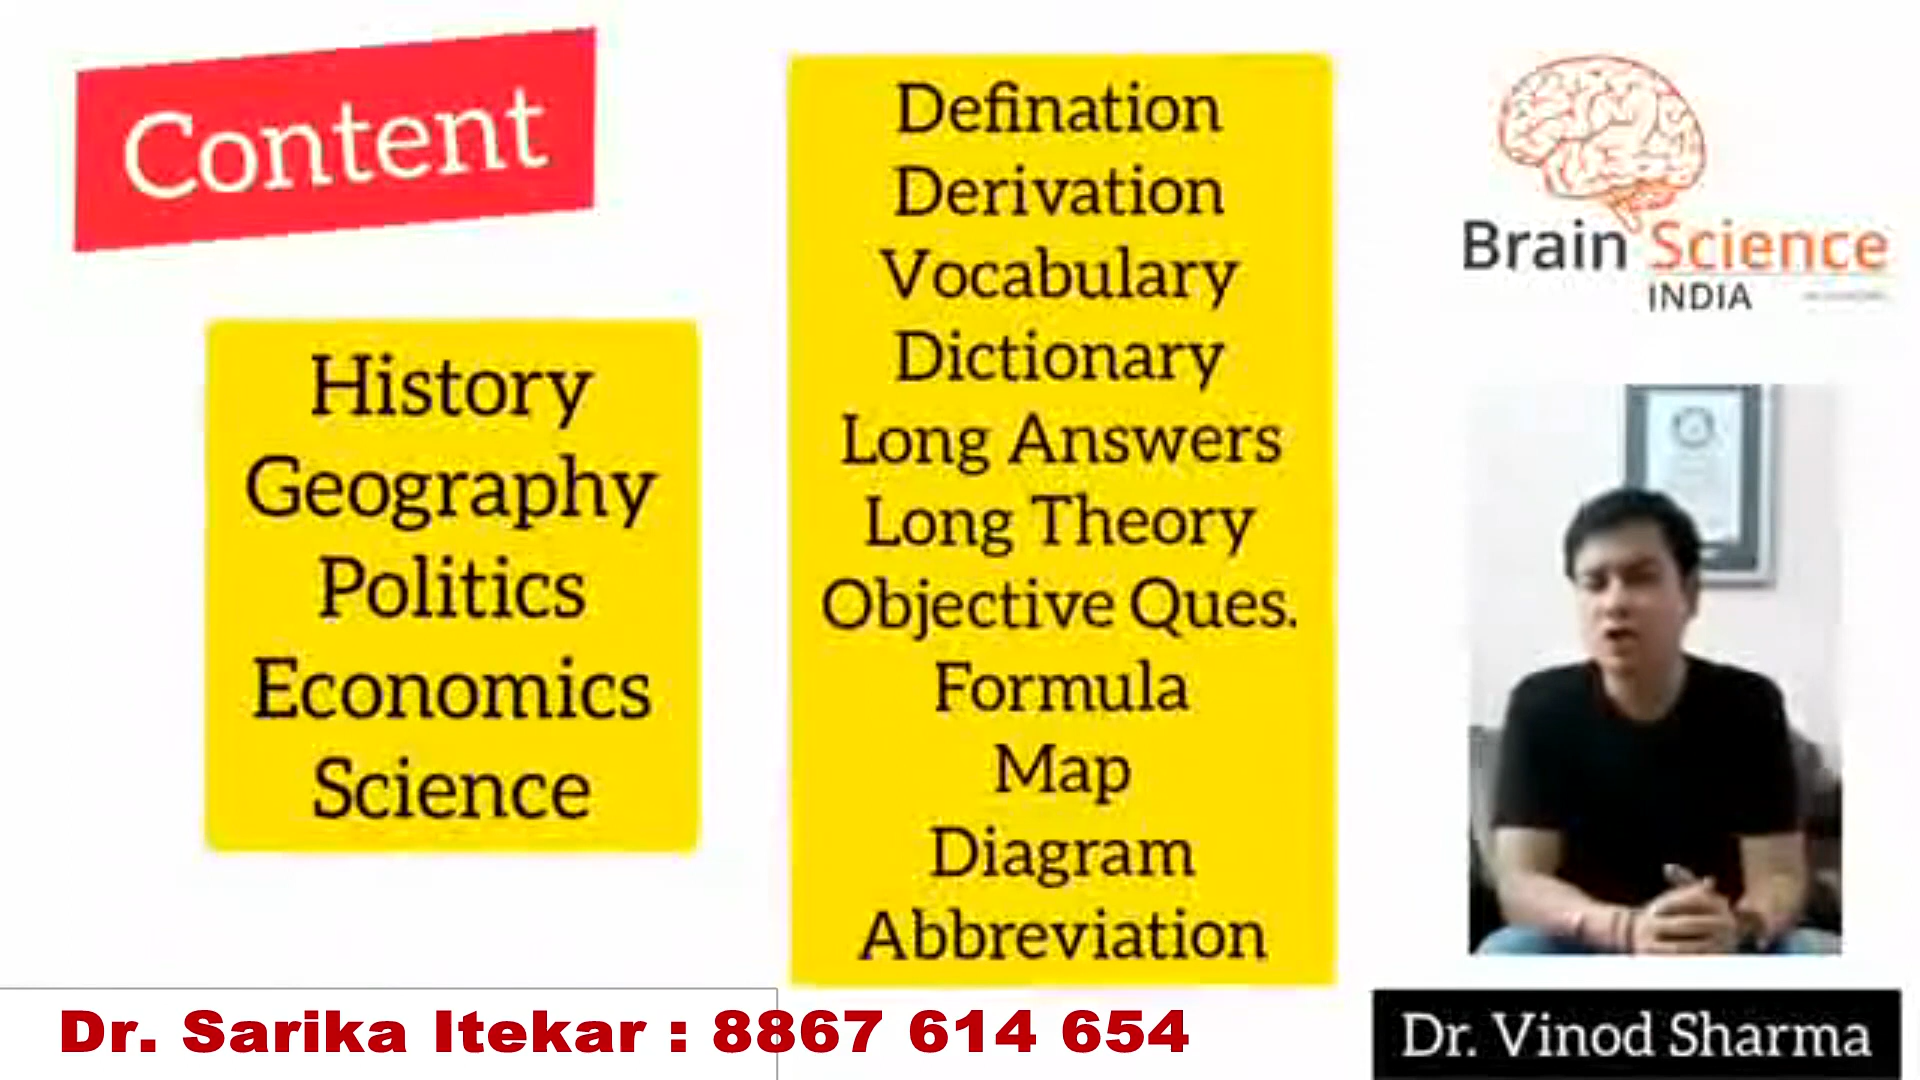 Content
History
Geography
Politics
Economics
Science
Defination
Derivation
Vocabulary
Dictionary
Long Answers
Long Theory
Objective Ques.
Formula
Map
Diagram
Abbreviation
Brain Science
INDIA
Dr. Sarika Itekar : 8867 614 654
Dr. Vinod Sharma